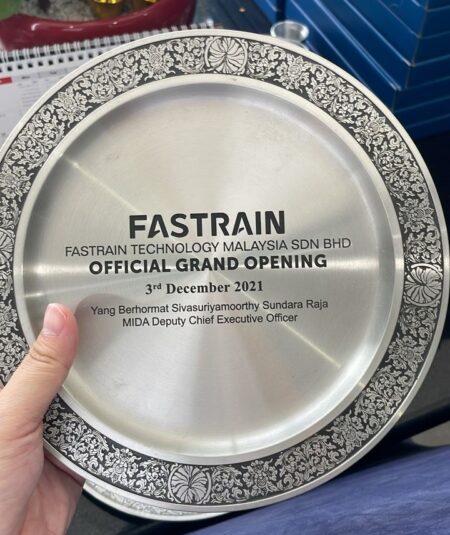 FASTRAIN
FASTRAIN TECHNOLOGY MALAYSIA SDN BHD
OFFICIAL GRAND OPENING
3rd December 2021
Yang Berhormat Sivasuriyamoorthy Sundara Raja
MIDA Deputy Chief Executive Officer